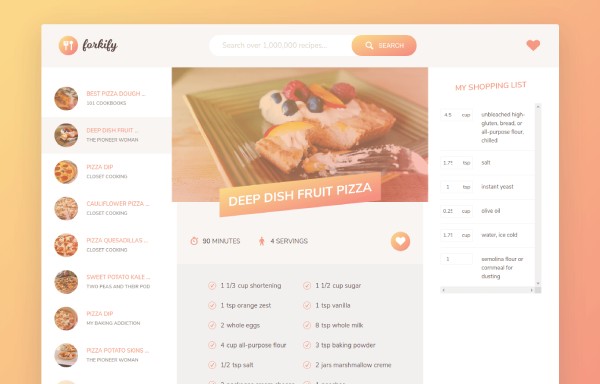 forkify
Search over 1,000,000 recipes...
SEARCH
BEST PIZZA DOUGH ...
101 COOKBOOKS
DEEP DISH FRUIT ...
THE PIONEER WOMAN
PIZZA DIP
CLOSET COOKING
CAULIFLOWER PIZZA ...
CLOSET COOKING
PIZZA QUESADILLAS ...
CLOSET COOKING
SWEET POTATO KALE ...
TWO PEAS AND THEIR POD
PIZZA DIP
MY BAKING ADDICTION
PIZZA POTATO SKINS ...
THE PIONEER WOMAN
DEEP DISH FRUIT PIZZA
90 MINUTES
4 SERVINGS
1 1/3 cup shortening
1 1/2 cup sugar
1 tsp orange zest
1 tsp vanilla
2 whole eggs
8 tsp whole milk
4 cup all-purpose flour
3 tsp baking powder
1/2 tsp salt
2 jars marshmallow creme
MY SHOPPING LIST
4.5 cup unbleached high-
gluten, bread, or
all-purpose flour,
chilled
1.75 tsp salt
1 tsp instant yeast
0.25 cup olive oil
1.75 cup water, ice cold
1 semolina flour or
cornmeal for
dusting